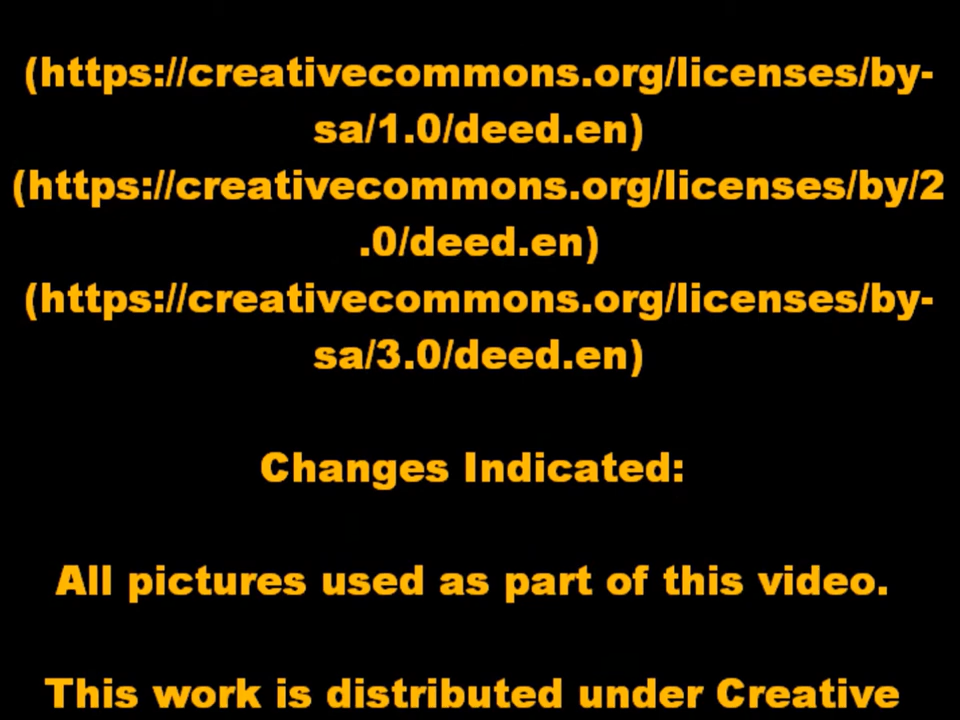 (https://creativecommons.org/licenses/by-
sa/1.0/deed.en)
(https://creativecommons.org/licenses/by/2
.0/deed.en)
(https://creativecommons.org/licenses/by-
sa/3.0/deed.en)
Changes Indicated:
All pictures used as part of this video.
This work is distributed under Creative